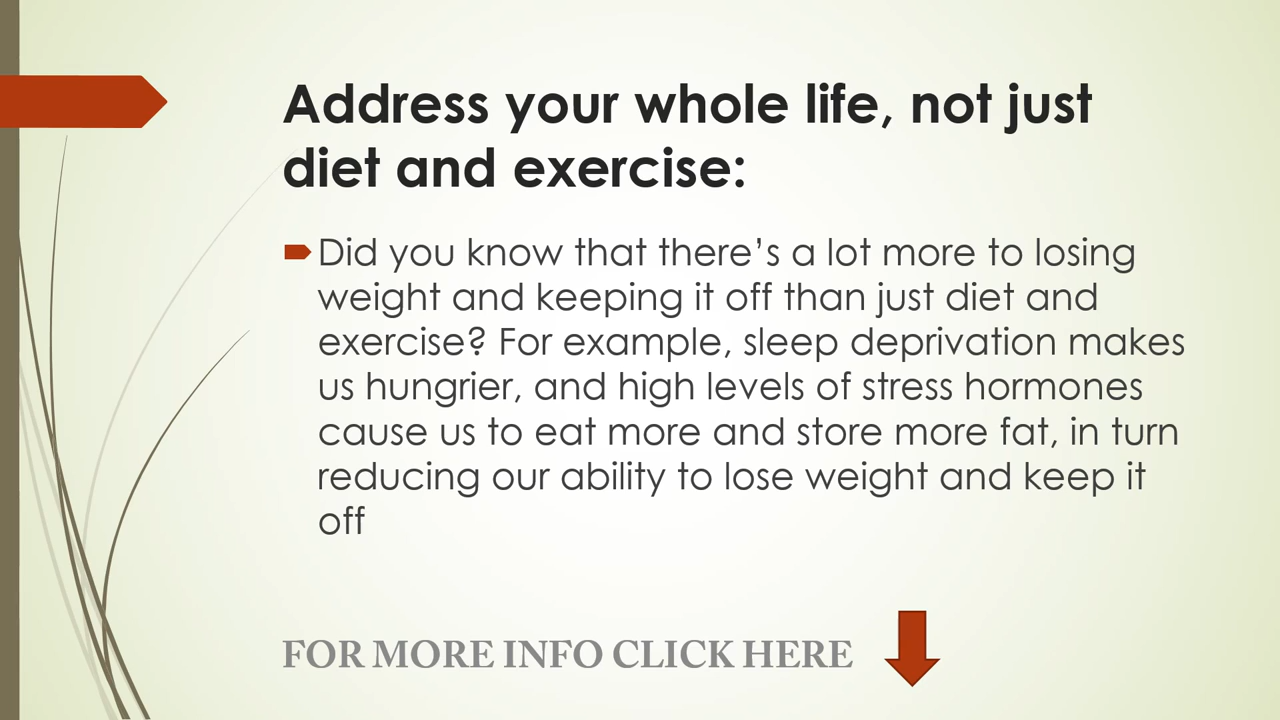 Address your whole life, not just
diet and exercise:
Did you know that there’s a lot more to losing
weight and keeping it off than just diet and
exercise? For example, sleep deprivation makes
us hungrier, and high levels of stress hormones
cause us to eat more and store more fat, in turn
reducing our ability to lose weight and keep it
off
FOR MORE INFO CLICK HERE